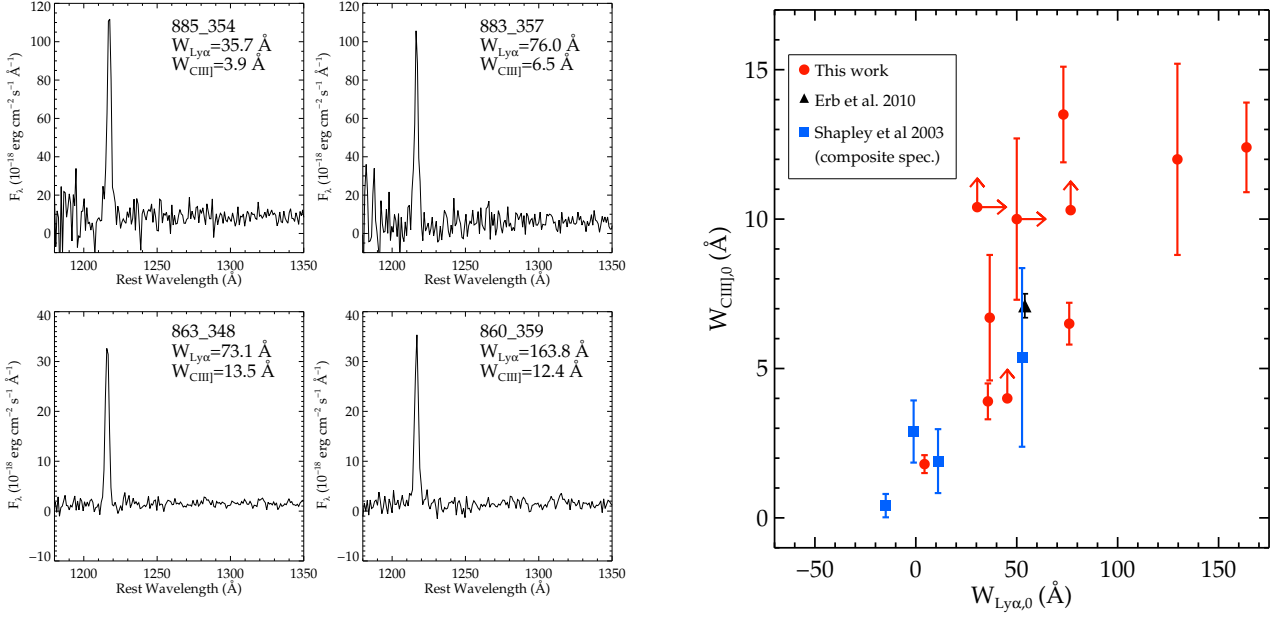 885_354
W_Lyα=35.7 Å
W_CIII]=3.9 Å
120
100
80
60
40
20
0
F_λ (10⁻¹⁸ erg cm⁻² s⁻¹ Å⁻¹)
1200 1250 1300 1350
Rest Wavelength (Å)
883_357
W_Lyα=76.0 Å
W_CIII]=6.5 Å
120
100
80
60
40
20
0
F_λ (10⁻¹⁸ erg cm⁻² s⁻¹ Å⁻¹)
1200 1250 1300 1350
Rest Wavelength (Å)
863_348
W_Lyα=73.1 Å
W_CIII]=13.5 Å
40
30
20
10
0
−10
F_λ (10⁻¹⁸ erg cm⁻² s⁻¹ Å⁻¹)
1200 1250 1300 1350
Rest Wavelength (Å)
860_359
W_Lyα=163.8 Å
W_CIII]=12.4 Å
40
30
20
10
0
−10
F_λ (10⁻¹⁸ erg cm⁻² s⁻¹ Å⁻¹)
1200 1250 1300 1350
Rest Wavelength (Å)
This work
Erb et al. 2010
Shapley et al 2003
(composite spec.)
15
10
5
0
W_CIII],0 (Å)
−50 0 50 100 150
W_Lyα,0 (Å)